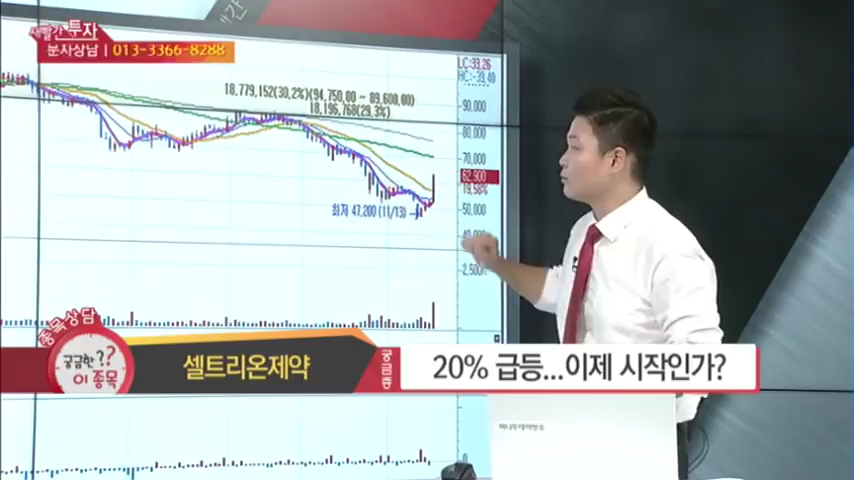 새빨간 투자
문자상담 | 013-3366-8288
LC:33,26
HC:-39,40
18,779,152(30,2%)(94,750,00 ~ 89,600,00)
18,196,768(29,3%)
90,000
80,000
70,000
62,900
19,58%
50,000
40,000
최저 47,200 (11/13)
2,500%
종목상담
궁금한??
이 종목
셀트리온제약
궁금증
20% 급등...이제 시작인가?